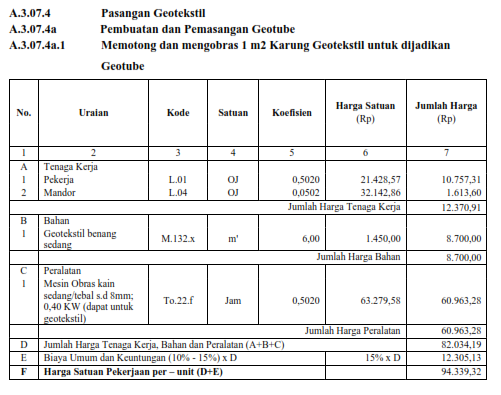 A.3.07.4 Pasangan Geotekstil
A.3.07.4a Pembuatan dan Pemasangan Geotube
A.3.07.4a.1 Memotong dan mengobras 1 m2 Karung Geotekstil untuk dijadikan
Geotube
No. Uraian Kode Satuan Koefisien Harga Satuan (Rp) Jumlah Harga (Rp)
1 2 3 4 5 6 7
A Tenaga Kerja
1 Pekerja L.01 OJ 0,5020 21.428,57 10.757,31
2 Mandor L.04 OJ 0,0502 32.142,86 1.613,60
Jumlah Harga Tenaga Kerja 12.370,91
B Bahan
1 Geotekstil benang sedang M.132.x m' 6,00 1.450,00 8.700,00
Jumlah Harga Bahan 8.700,00
C Peralatan
1 Mesin Obras kain
sedang/tebal s.d 8mm;
0,40 KW (dapat untuk
geotekstil) To.22.f Jam 0,5020 63.279,58 60.963,28
Jumlah Harga Peralatan 60.963,28
D Jumlah Harga Tenaga Kerja, Bahan dan Peralatan (A+B+C) 82.034,19
E Biaya Umum dan Keuntungan (10% - 15%) x D 15% x D 12.305,13
F Harga Satuan Pekerjaan per – unit (D+E) 94.339,32